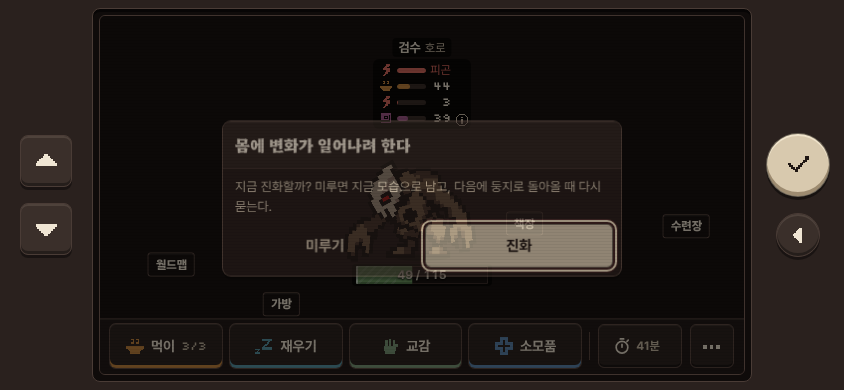 검수 호로
피곤
44
3
39
몸에 변화가 일어나려 한다
지금 진화할까? 미루면 지금 모습으로 남고, 다음에 둥지로 돌아올 때 다시
묻는다.
책장
수련장
미루기
진화
월드맵
49 / 115
가방
먹이 3/3
재우기
교감
소모품
41분